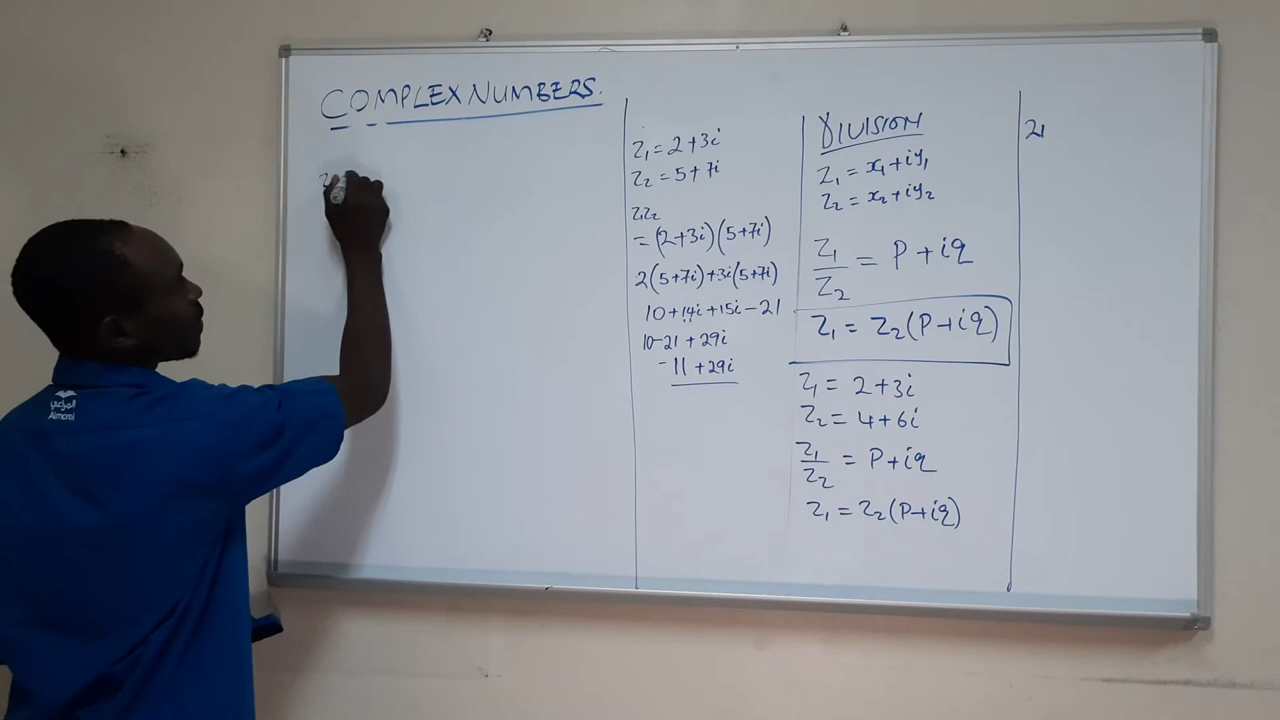 COMPLEX NUMBERS.
Z₁ = 2 + 3i
Z₂ = 5 + 7i
Z₁Z₂
= (2+3i)(5+7i)
2(5+7i)+3i(5+7i)
10+14i+15i-21
10-21 + 29i
-11 + 29i
DIVISION
Z₁ = x₁ + iy₁
Z₂ = x₂ + iy₂
Z₁/Z₂ = P + iq
Z₁ = Z₂(P+iq)
Z₁ = 2 + 3i
Z₂ = 4 + 6i
Z₁/Z₂ = P + iq
Z₁ = Z₂(P+iq)
المراعي
Almarai